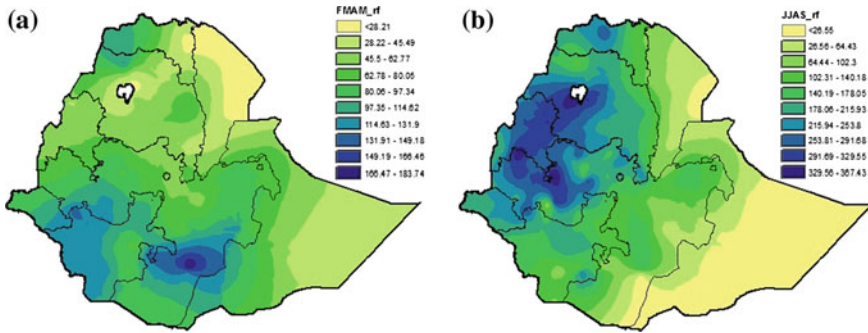 (a)
FMAM_rf
<28.21
28.22 - 45.49
45.5 - 62.77
62.78 - 80.05
80.06 - 97.34
97.35 - 114.62
114.63 - 131.9
131.91 - 149.18
149.19 - 166.46
166.47 - 183.74
(b)
JJAS_rf
<26.55
26.56 - 64.43
64.44 - 102.3
102.31 - 140.18
140.19 - 178.05
178.06 - 215.93
215.94 - 253.8
253.81 - 291.68
291.69 - 329.55
329.56 - 367.43